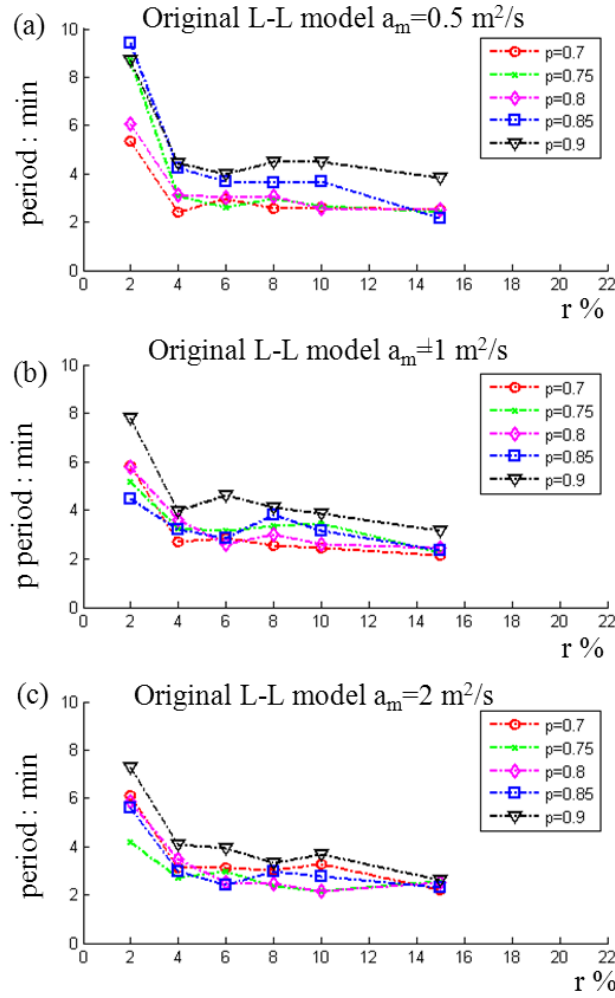 (a) Original L-L model aₘ=0.5 m²/s
10
8
6
4
2
0
period : min
0 2 4 6 8 10 12 14 16 18 20 22
r %
p=0.7
p=0.75
p=0.8
p=0.85
p=0.9
(b) Original L-L model aₘ=1 m²/s
10
8
6
4
2
0
p period : min
0 2 4 6 8 10 12 14 16 18 20 22
r %
p=0.7
p=0.75
p=0.8
p=0.85
p=0.9
(c) Original L-L model aₘ=2 m²/s
10
8
6
4
2
0
period : min
0 2 4 6 8 10 12 14 16 18 20 22
r %
p=0.7
p=0.75
p=0.8
p=0.85
p=0.9